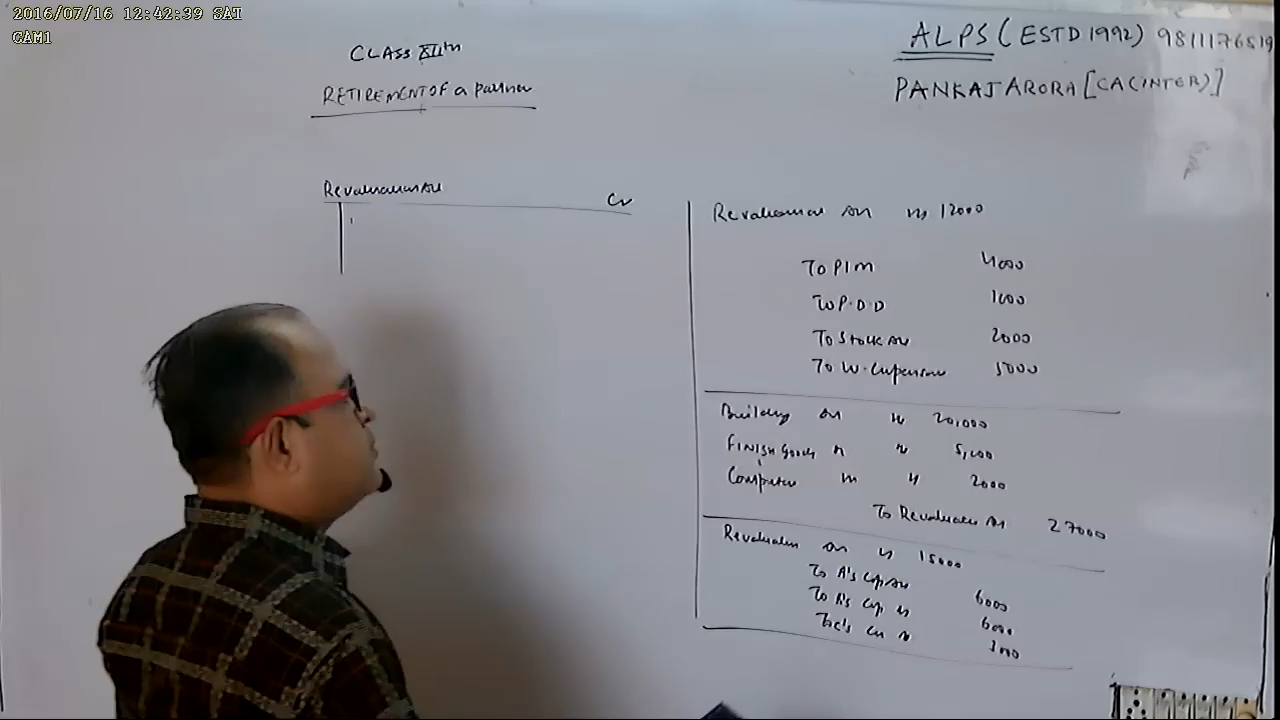 2016/07/16 12:42:39 SAT
CAM1
CLASS XIIth
RETIREMENT OF a partner
ALPS (ESTD 1992) 9811176519
PANKAJ ARORA [CA (INTER)]
Revaluation A/c
Cr
Revaluation A/c Dr 12000
To P/M 4000
To P.D.D 1000
To Stock A/c 2000
To W. Expenses 5000
Building A/c Dr 20,000
FINISH Goods A/c Dr 5,000
Computer A/c Dr 2000
To Revaluation A/c 27000
Revaluation A/c Dr 15000
To A's Cap A/c 6000
To B's Cap A/c 6000
To C's Cap A/c 3000